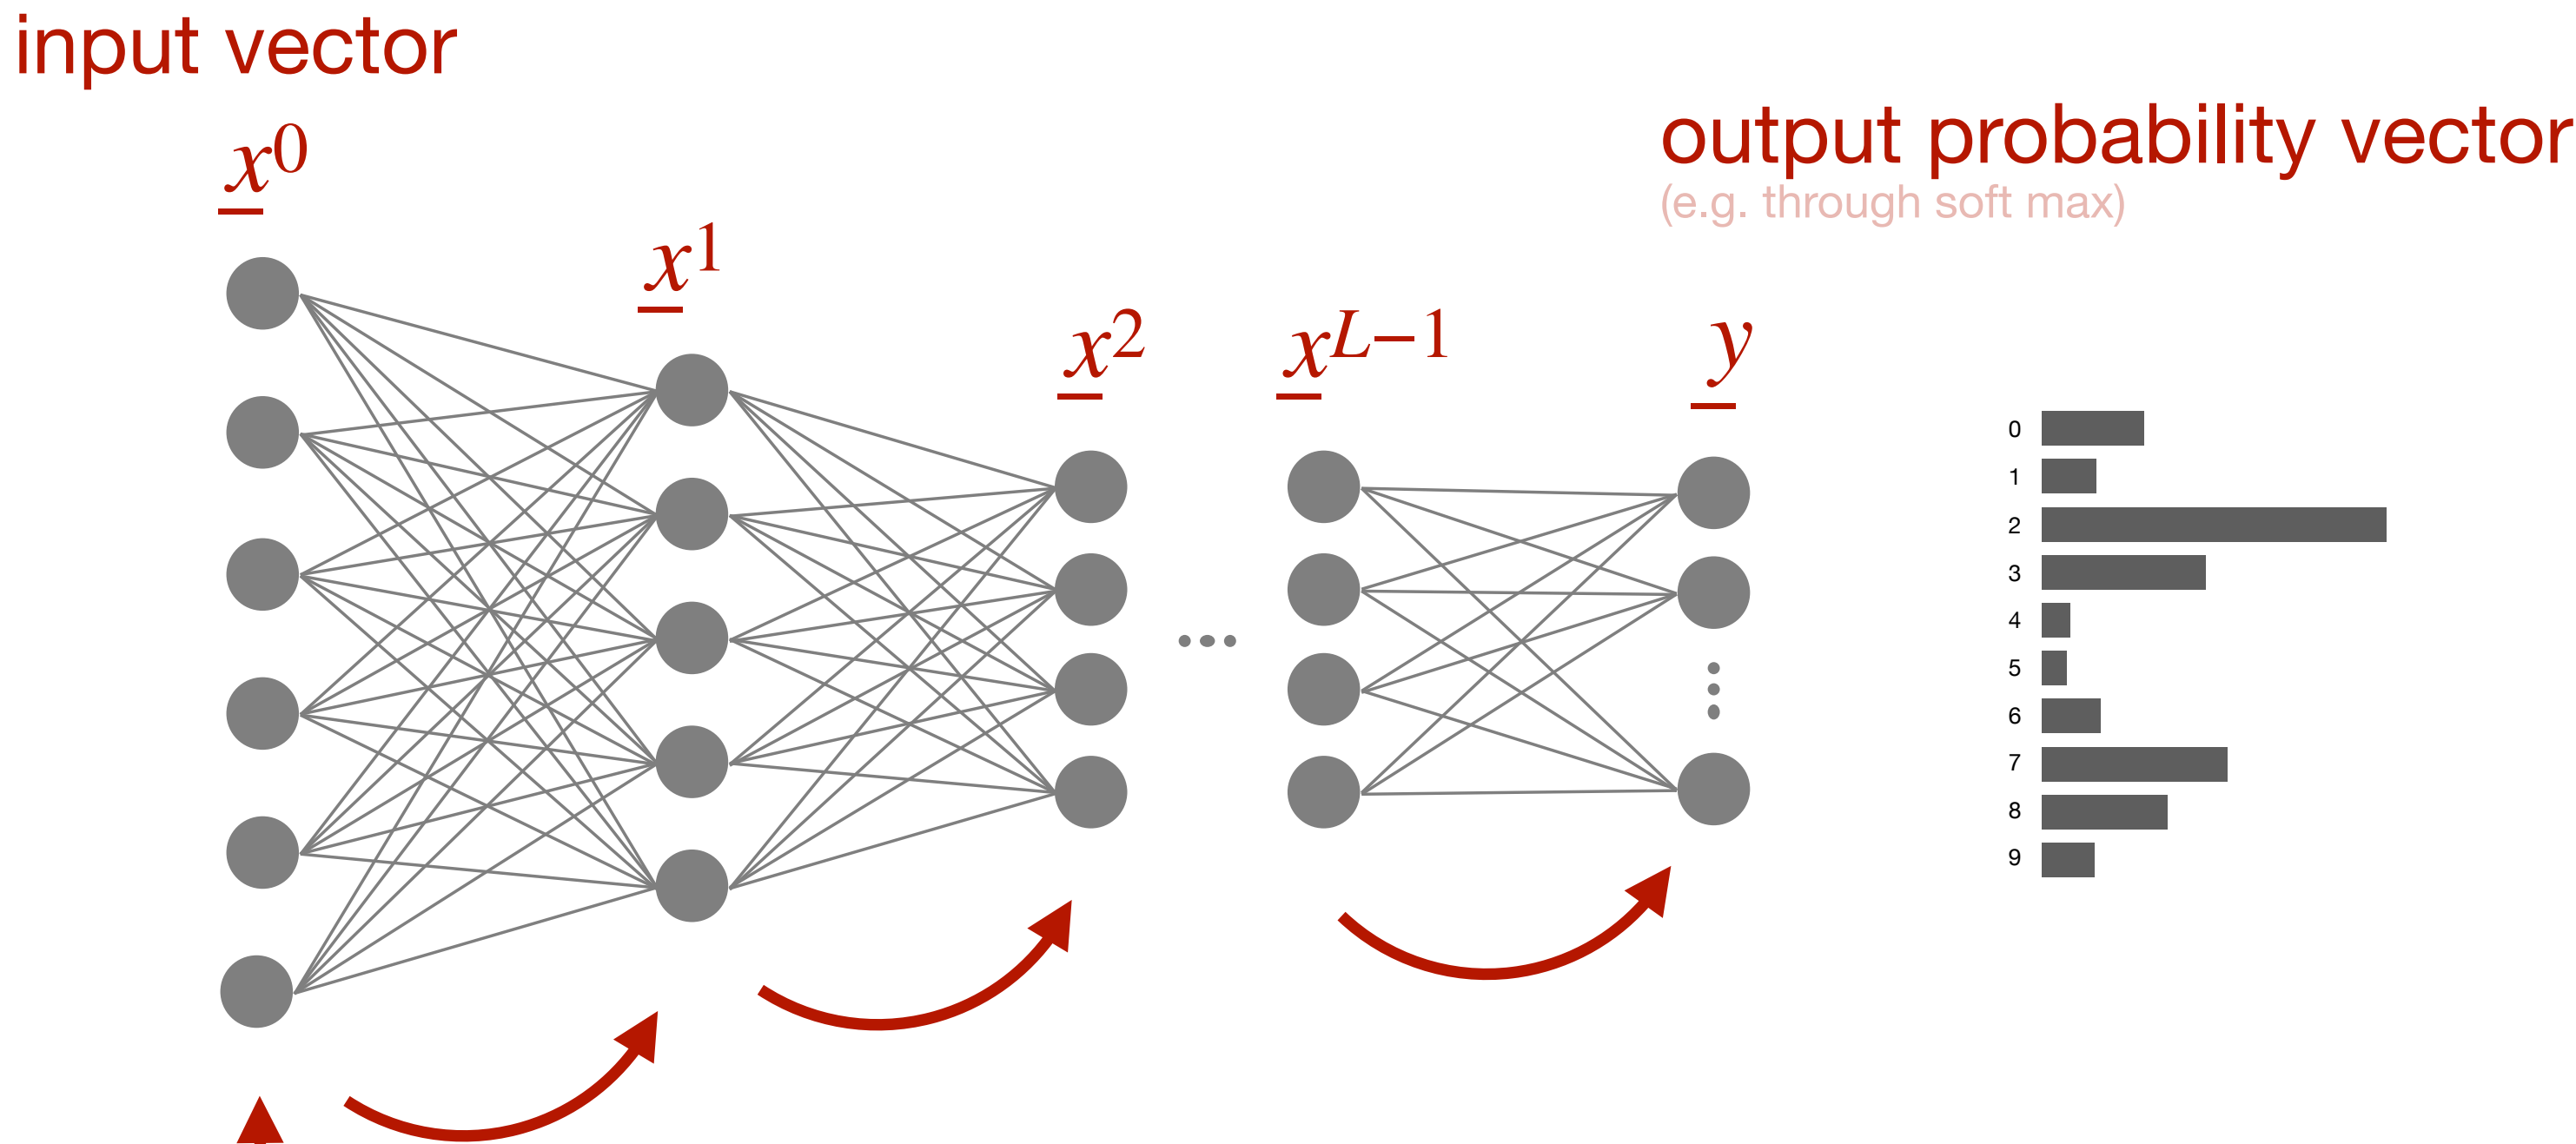 input vector
output probability vector
(e.g. through soft max)
x⁰
x¹
x²
xᴸ⁻¹
y
0
1
2
3
4
5
6
7
8
9